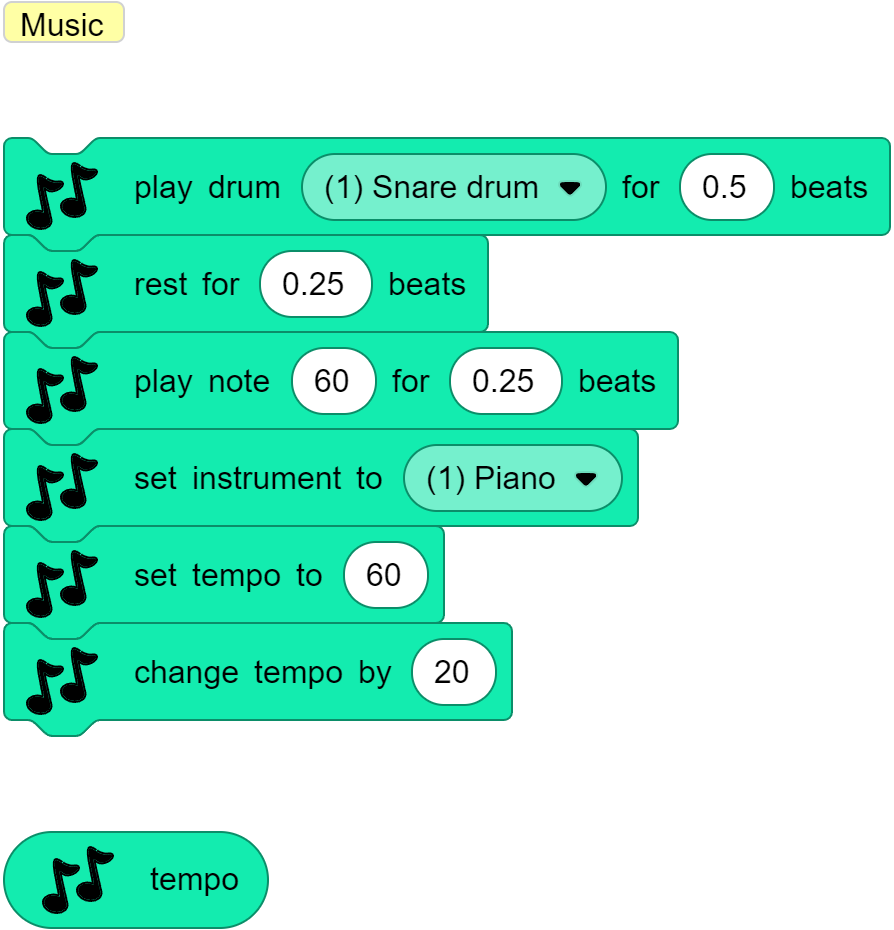 Music
play drum (1) Snare drum for 0.5 beats
rest for 0.25 beats
play note 60 for 0.25 beats
set instrument to (1) Piano
set tempo to 60
change tempo by 20
tempo